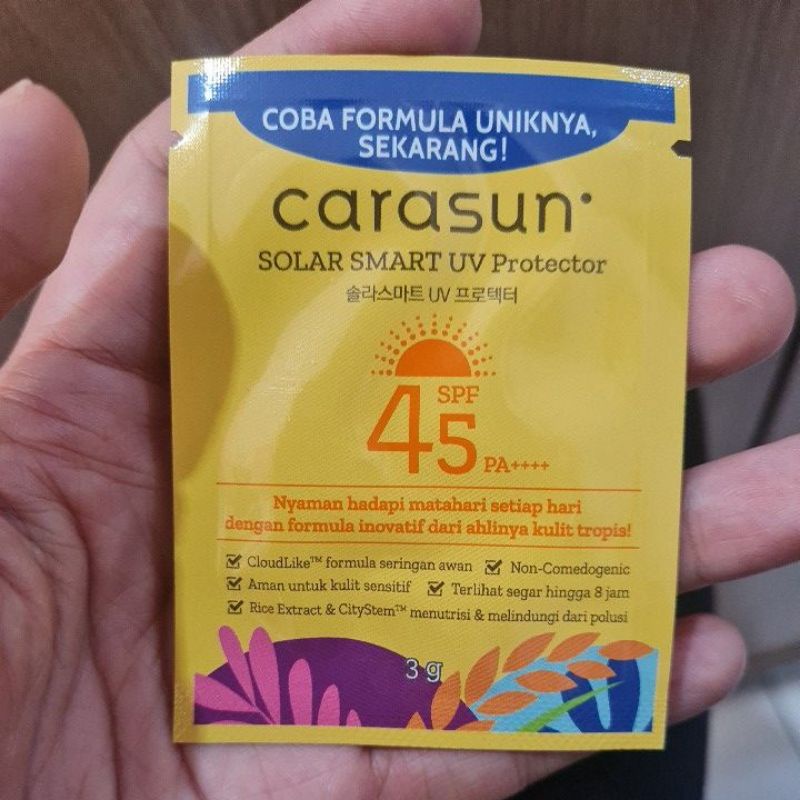 COBA FORMULA UNIKNYA,
SEKARANG!
carasun
SOLAR SMART UV Protector
솔라스마트 UV 프로텍터
45 SPF PA++++
Nyaman hadapi matahari setiap hari
dengan formula inovatif dari ahlinya kulit tropis!
CloudLike™ formula seringan awan Non-Comedogenic
Aman untuk kulit sensitif Terlihat segar hingga 8 jam
Rice Extract & CityStem™ menutrisi & melindungi dari polusi
3 g